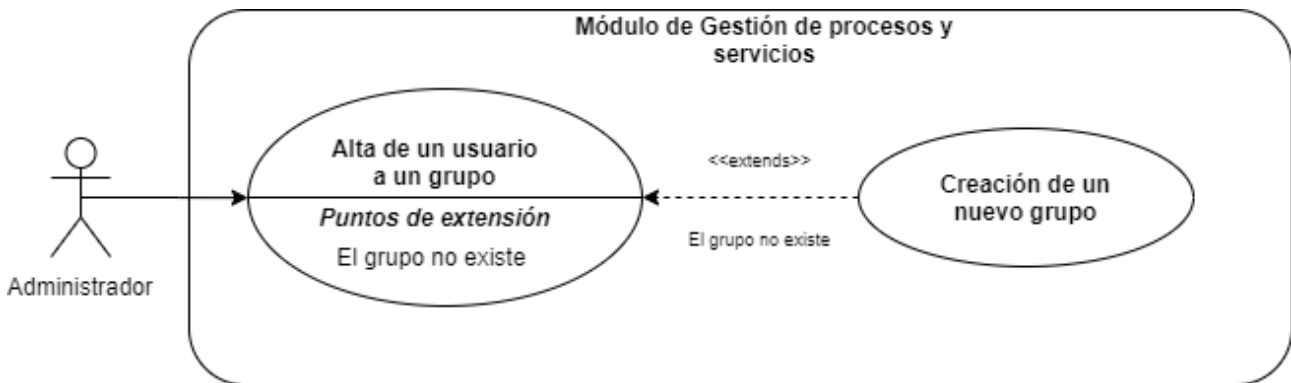 Módulo de Gestión de procesos y
servicios
Alta de un usuario
a un grupo
Puntos de extensión
El grupo no existe
<<extends>>
El grupo no existe
Creación de un
nuevo grupo
Administrador